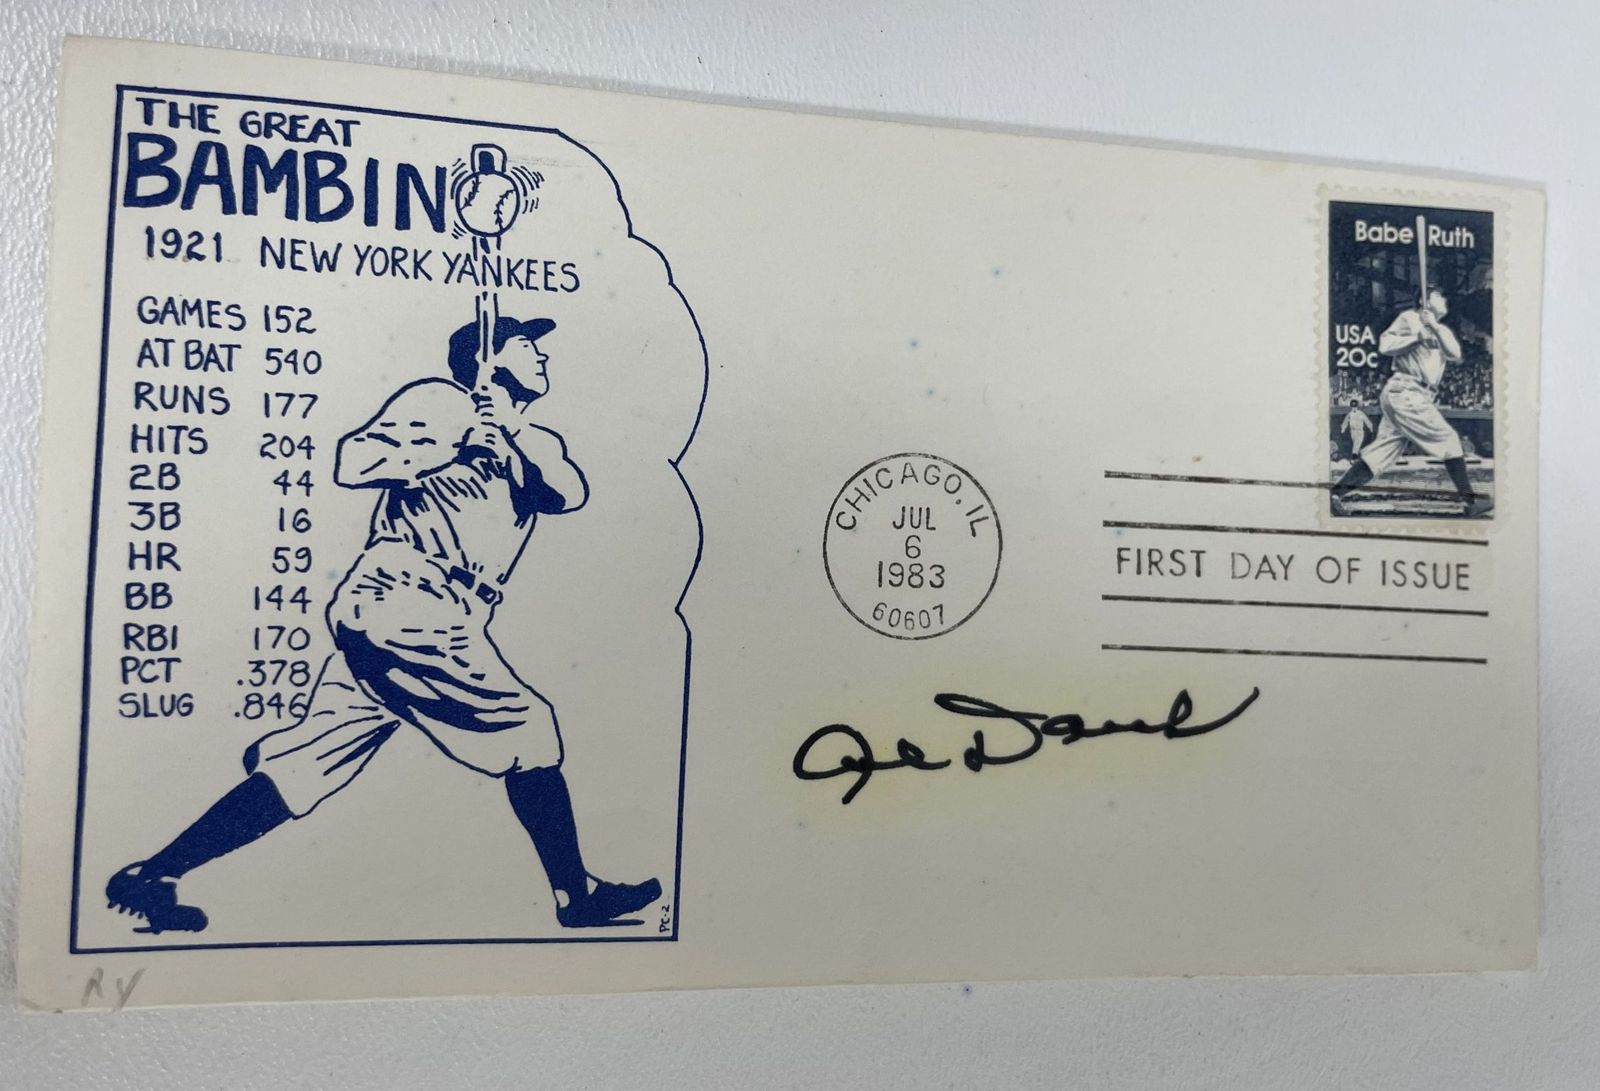 THE GREAT
BAMBINO
1921 NEW YORK YANKEES
GAMES 152
AT BAT 540
RUNS 177
HITS 204
2B 44
3B 16
HR 59
BB 144
RBI 170
PCT .378
SLUG .846
PC-2
Babe Ruth
USA
20c
CHICAGO, IL
JUL
6
1983
60607
FIRST DAY OF ISSUE